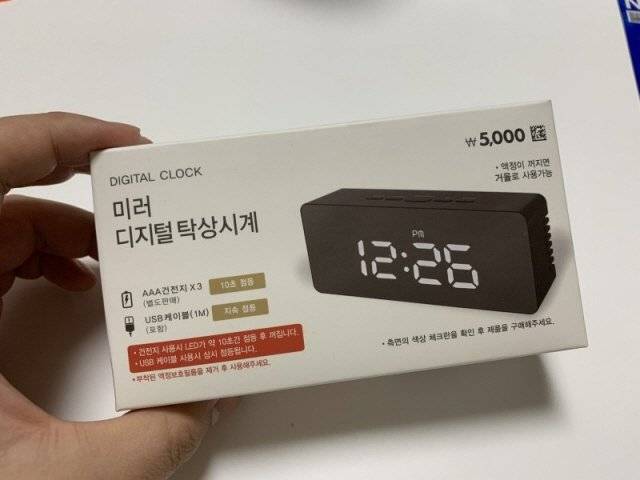 ₩5,000
• 액정이 꺼지면
거울로 사용가능
DIGITAL CLOCK
미러
디지털 탁상시계
PM
12:26
AAA건전지 X 3 10초 점등
(별도판매)
USB케이블(1M) 지속 점등
(포함)
• 건전지 사용시 LED가 약 10초간 점등 후 꺼집니다.
• USB 케이블 사용시 상시 점등됩니다.
• 부착된 액정보호필름을 제거 후 사용해주세요.
• 측면의 색상 체크란을 확인 후 제품을 구매해주세요.